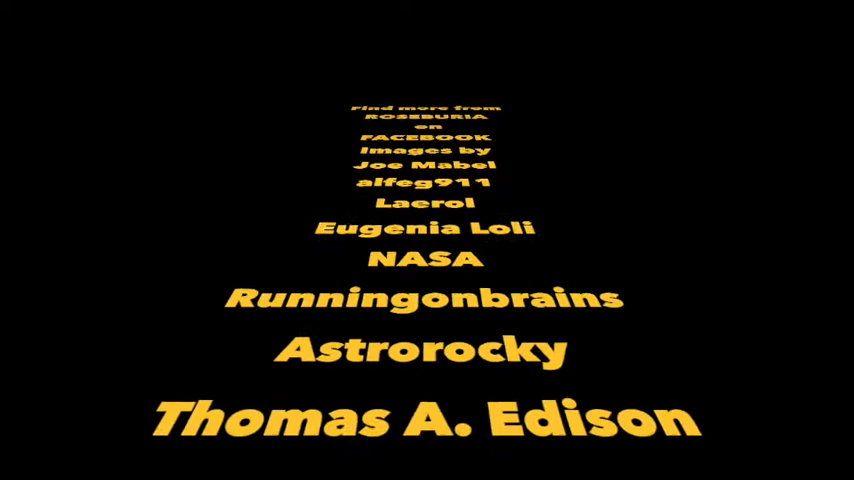 Find more from
ROSEBURIA
on
FACEBOOK
Images by
Joe Mabel
alfeg911
Laerol
Eugenia Loli
NASA
Runningonbrains
Astrorocky
Thomas A. Edison